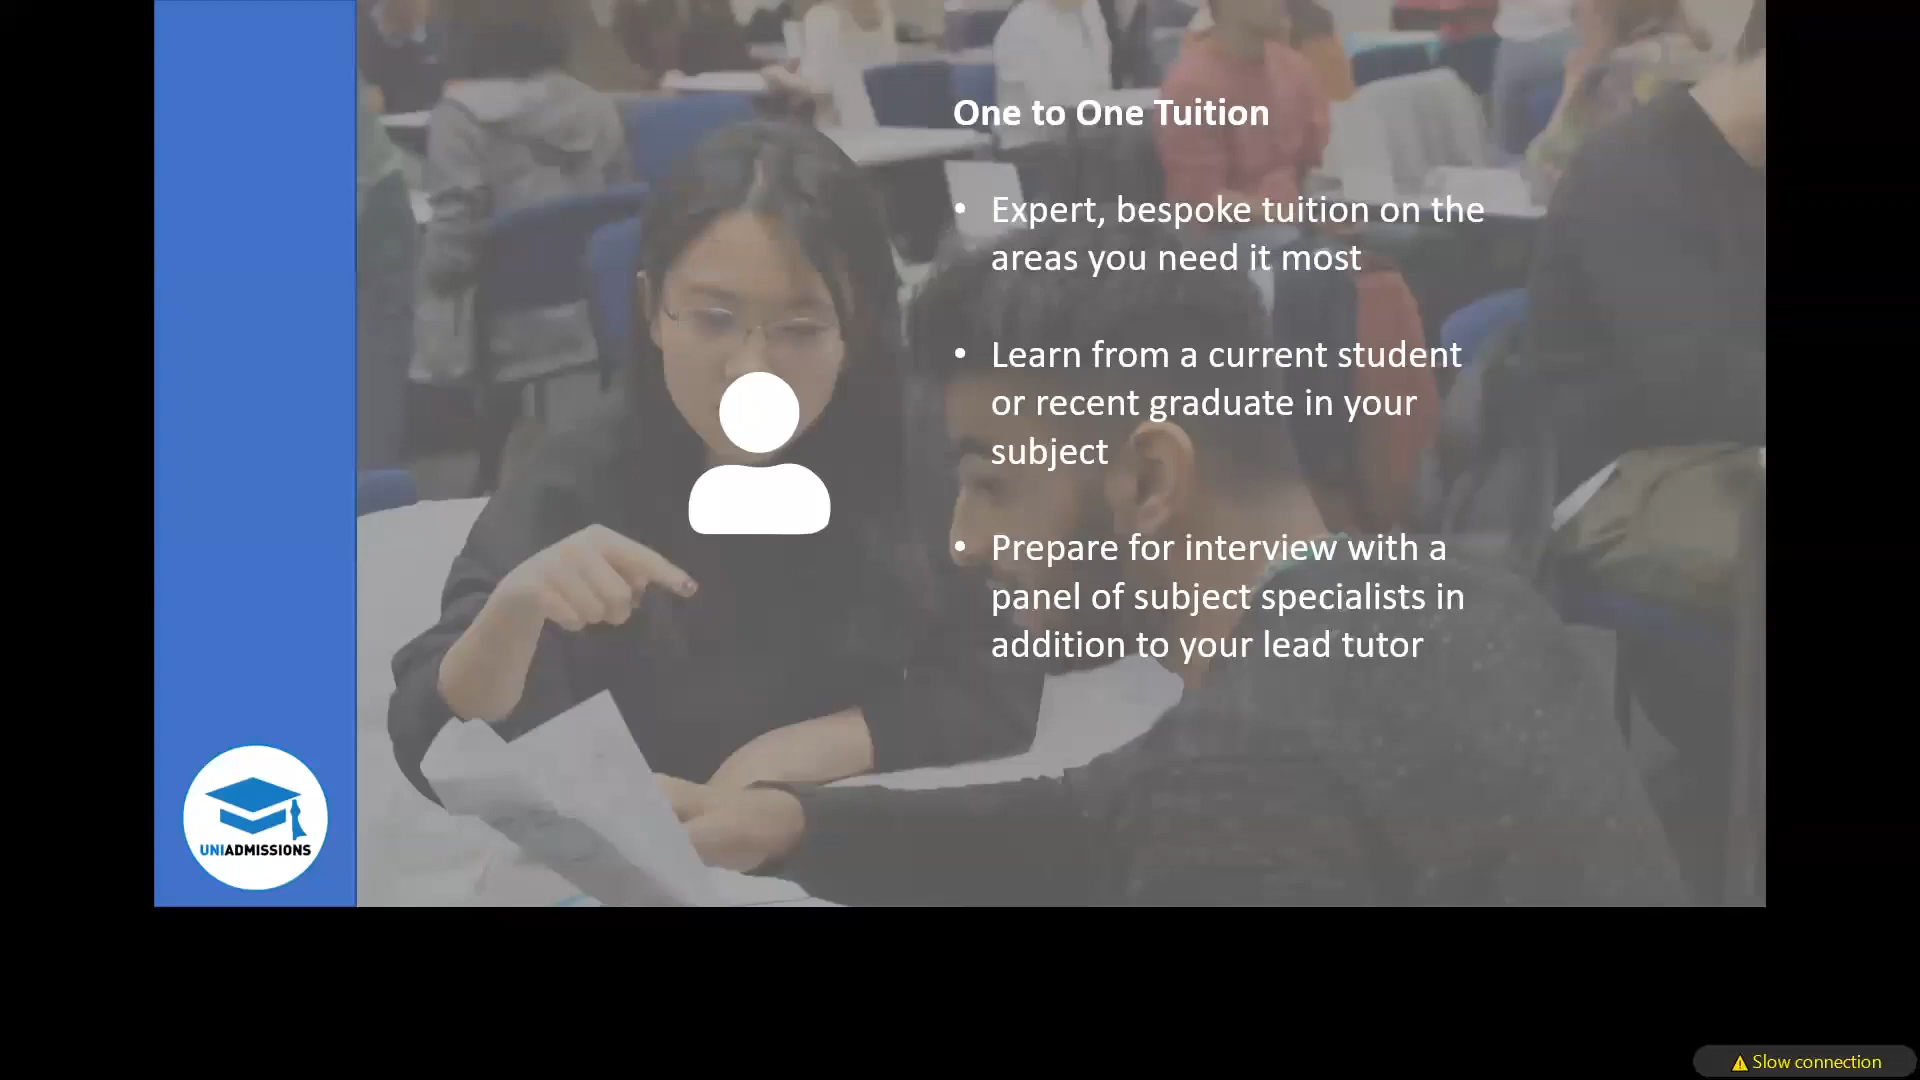 One to One Tuition
• Expert, bespoke tuition on the
areas you need it most
• Learn from a current student
or recent graduate in your
subject
• Prepare for interview with a
panel of subject specialists in
addition to your lead tutor
UNIADMISSIONS
Slow connection